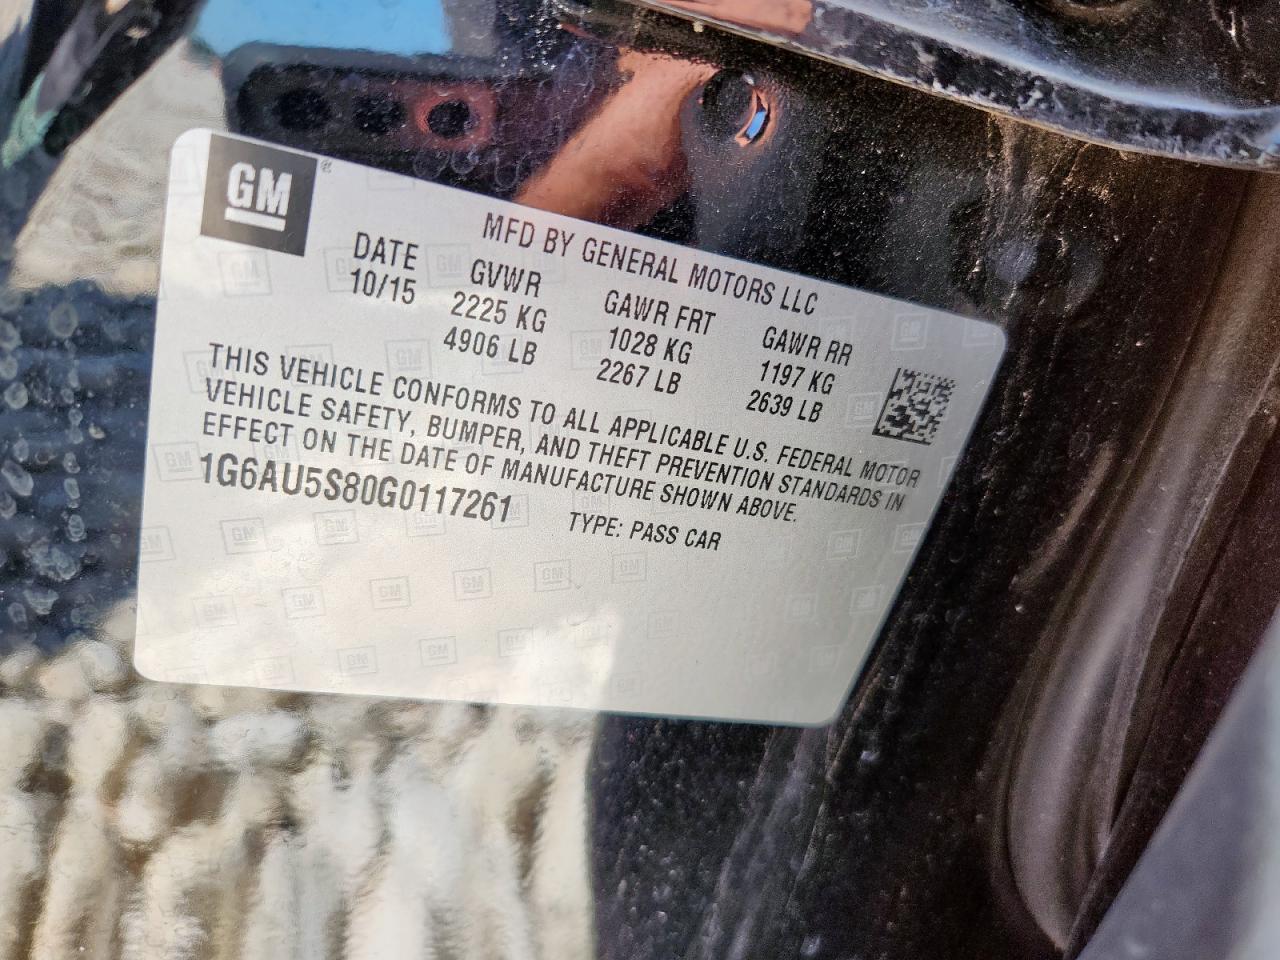 GM ®
MFD BY GENERAL MOTORS LLC
DATE GVWR GAWR FRT GAWR RR
10/15 2225 KG 1028 KG 1197 KG
4906 LB 2267 LB 2639 LB
THIS VEHICLE CONFORMS TO ALL APPLICABLE U.S. FEDERAL MOTOR
VEHICLE SAFETY, BUMPER, AND THEFT PREVENTION STANDARDS IN
EFFECT ON THE DATE OF MANUFACTURE SHOWN ABOVE.
1G6AU5S80G0117261 TYPE: PASS CAR